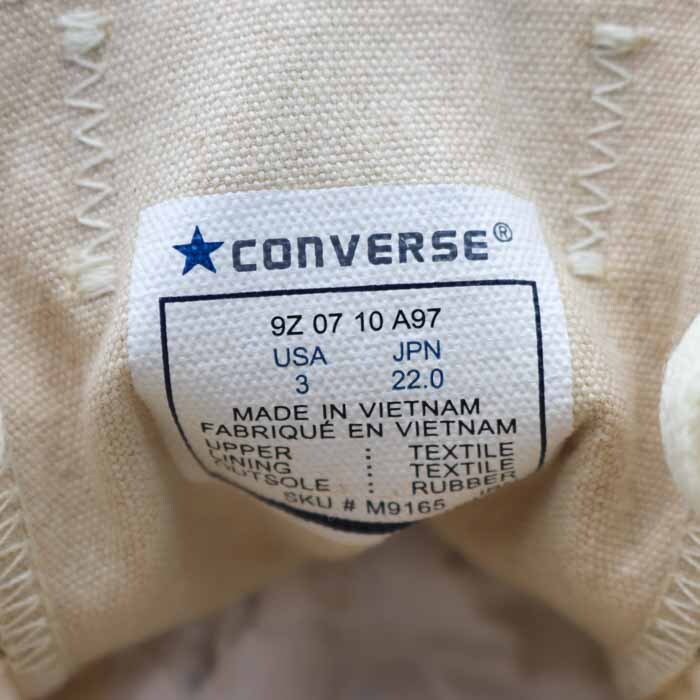 CONVERSE®
9Z 07 10 A97
USA JPN
3 22.0
MADE IN VIETNAM
FABRIQUÉ EN VIETNAM
UPPER : TEXTILE
LINING : TEXTILE
OUTSOLE : RUBBER
SKU # M9165